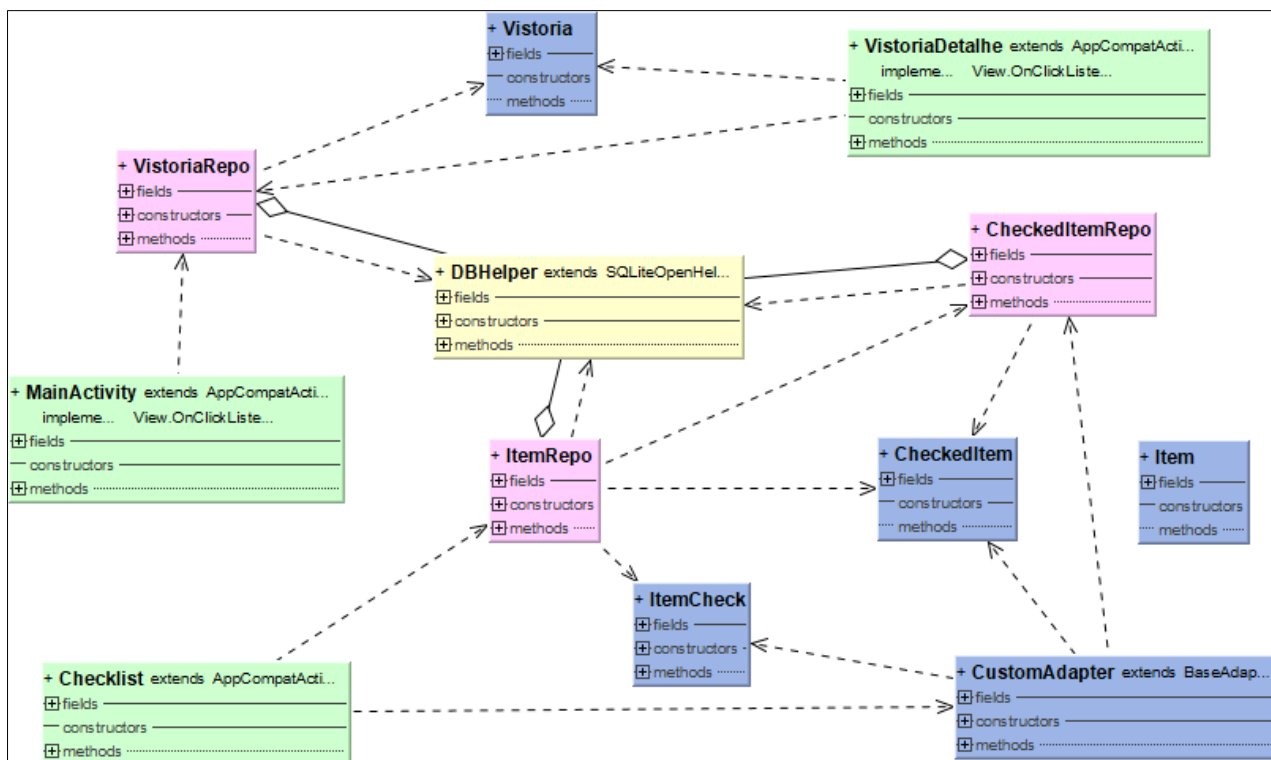 + Vistoria
fields
constructors
methods
+ VistoriaDetalhe extends AppCompatActi...
impleme... View.OnClickListe...
fields
constructors
methods
+ VistoriaRepo
fields
constructors
methods
+ CheckedItemRepo
fields
constructors
methods
+ DBHelper extends SQLiteOpenHel...
fields
constructors
methods
+ MainActivity extends AppCompatActi...
impleme... View.OnClickListe...
fields
constructors
methods
+ ItemRepo
fields
constructors
methods
+ CheckedItem
fields
constructors
methods
+ Item
fields
constructors
methods
+ ItemCheck
fields
constructors
methods
+ Checklist extends AppCompatActi...
fields
constructors
methods
+ CustomAdapter extends BaseAdap...
fields
constructors
methods